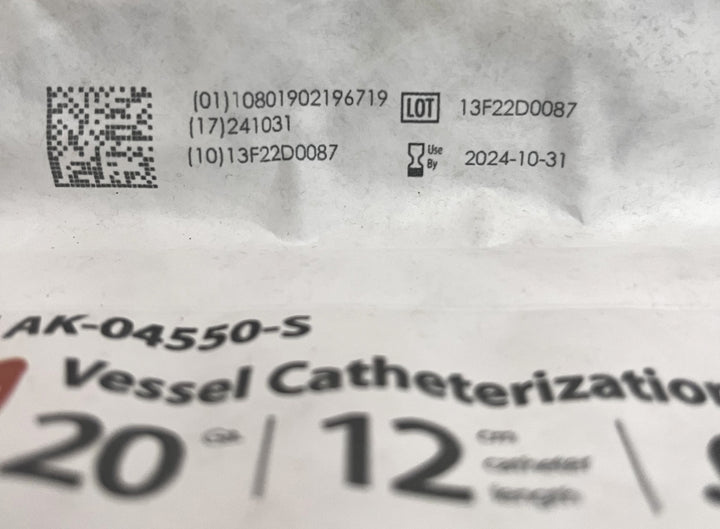 (01)10801902196719
(17)241031
(10)13F22D0087
LOT 13F22D0087
Use By 2024-10-31
AK-04550-S
Vessel Catheterization
20 Ga | 12 cm catheter length |